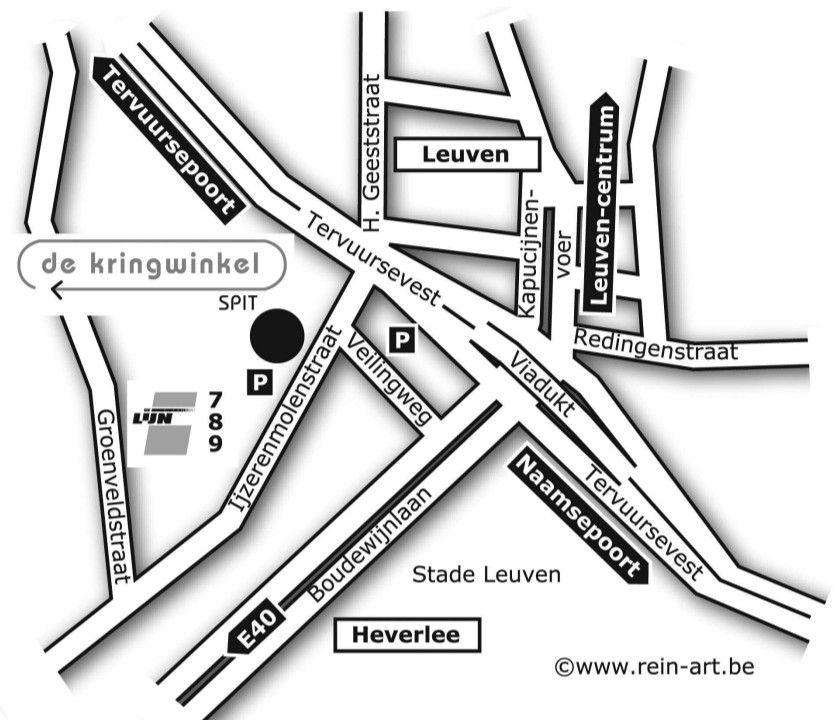 Tervuursepoort
H. Geeststraat
Leuven
Leuven-centrum
Kapucijnen-
voer
Tervuursevest
de kringwinkel
SPIT
P
P
Veilingweg
Ijzerenmolenstraat
Redingenstraat
Viadukt
LIJN
7
8
9
Groenveldstraat
Boudewijnlaan
Naamsepoort
Tervuursevest
Stade Leuven
E40
Heverlee
©www.rein-art.be